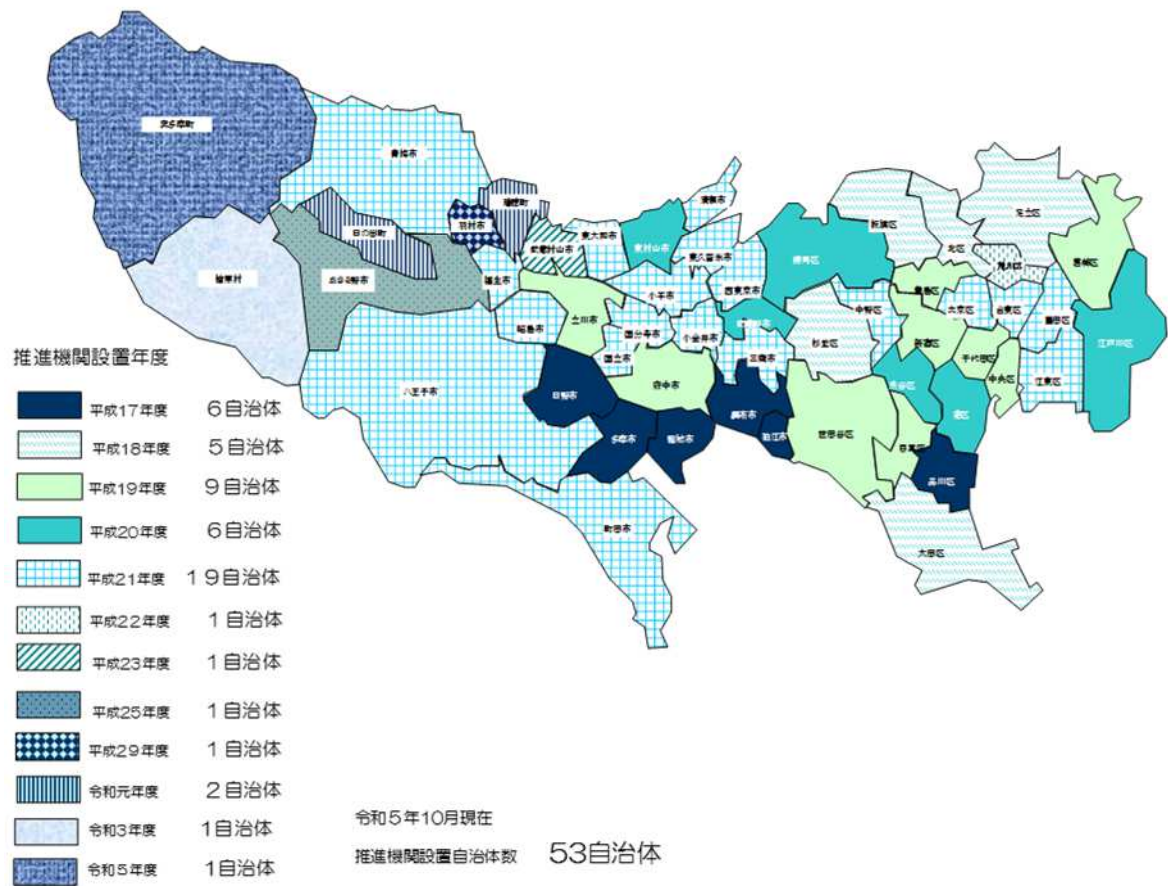 奥多摩町
青梅市
瑞穂町
羽村市
日の出町
檜原村
あきる野市
福生市
武蔵村山市
東大和市
東村山市
清瀬市
東久留米市
西東京市
小平市
昭島市
立川市
国分寺市
小金井市
国立市
三鷹市
府中市
八王子市
日野市
多摩市
稲城市
調布市
狛江市
町田市
練馬区
板橋区
北区
足立区
荒川区
葛飾区
豊島区
文京区
台東区
墨田区
中野区
杉並区
新宿区
千代田区
中央区
江東区
江戸川区
渋谷区
港区
世田谷区
目黒区
品川区
大田区
推進機関設置年度
平成17年度 6自治体
平成18年度 5自治体
平成19年度 9自治体
平成20年度 6自治体
平成21年度 19自治体
平成22年度 1自治体
平成23年度 1自治体
平成25年度 1自治体
平成29年度 1自治体
令和元年度 2自治体
令和3年度 1自治体
令和5年度 1自治体
令和5年10月現在
推進機関設置自治体数 53自治体